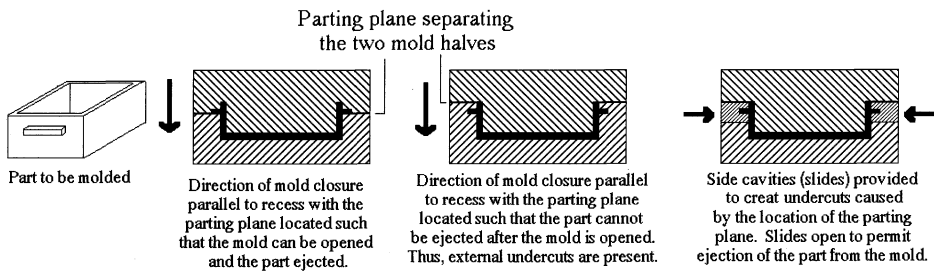 Parting plane separating
the two mold halves
Part to be molded
Direction of mold closure
parallel to recess with the
parting plane located such
that the mold can be opened
and the part ejected.
Direction of mold closure parallel
to recess with the parting plane
located such that the part cannot
be ejected after the mold is opened.
Thus, external undercuts are present.
Side cavities (slides) provided
to creat undercuts caused
by the location of the parting
plane. Slides open to permit
ejection of the part from the mold.